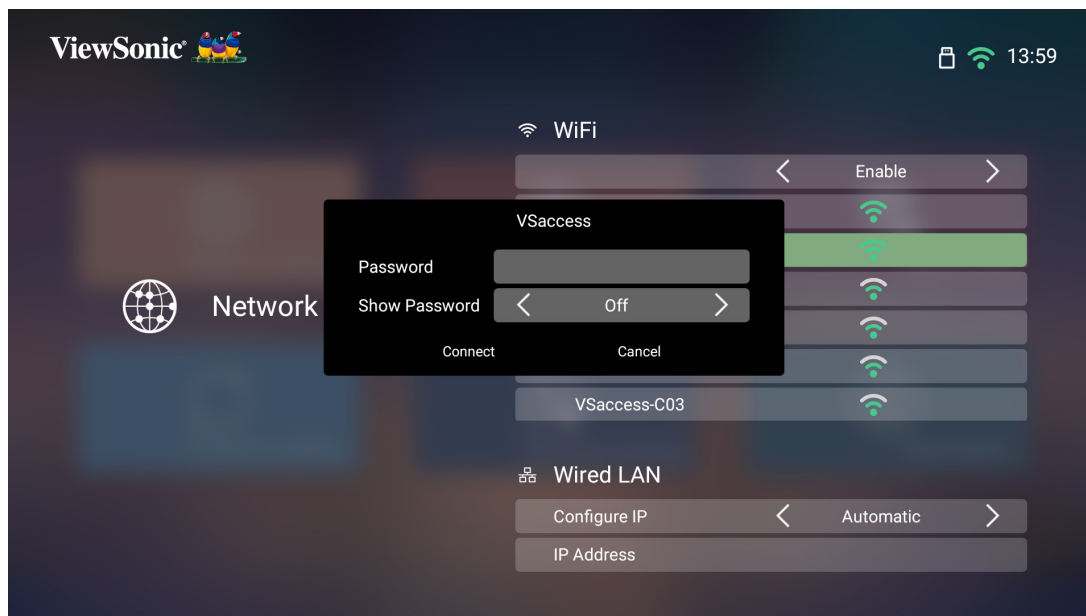 ViewSonic®
13:59
WiFi
Enable
VSaccess
Password
Show Password Off
Connect Cancel
Network
VSaccess-C03
Wired LAN
Configure IP Automatic
IP Address